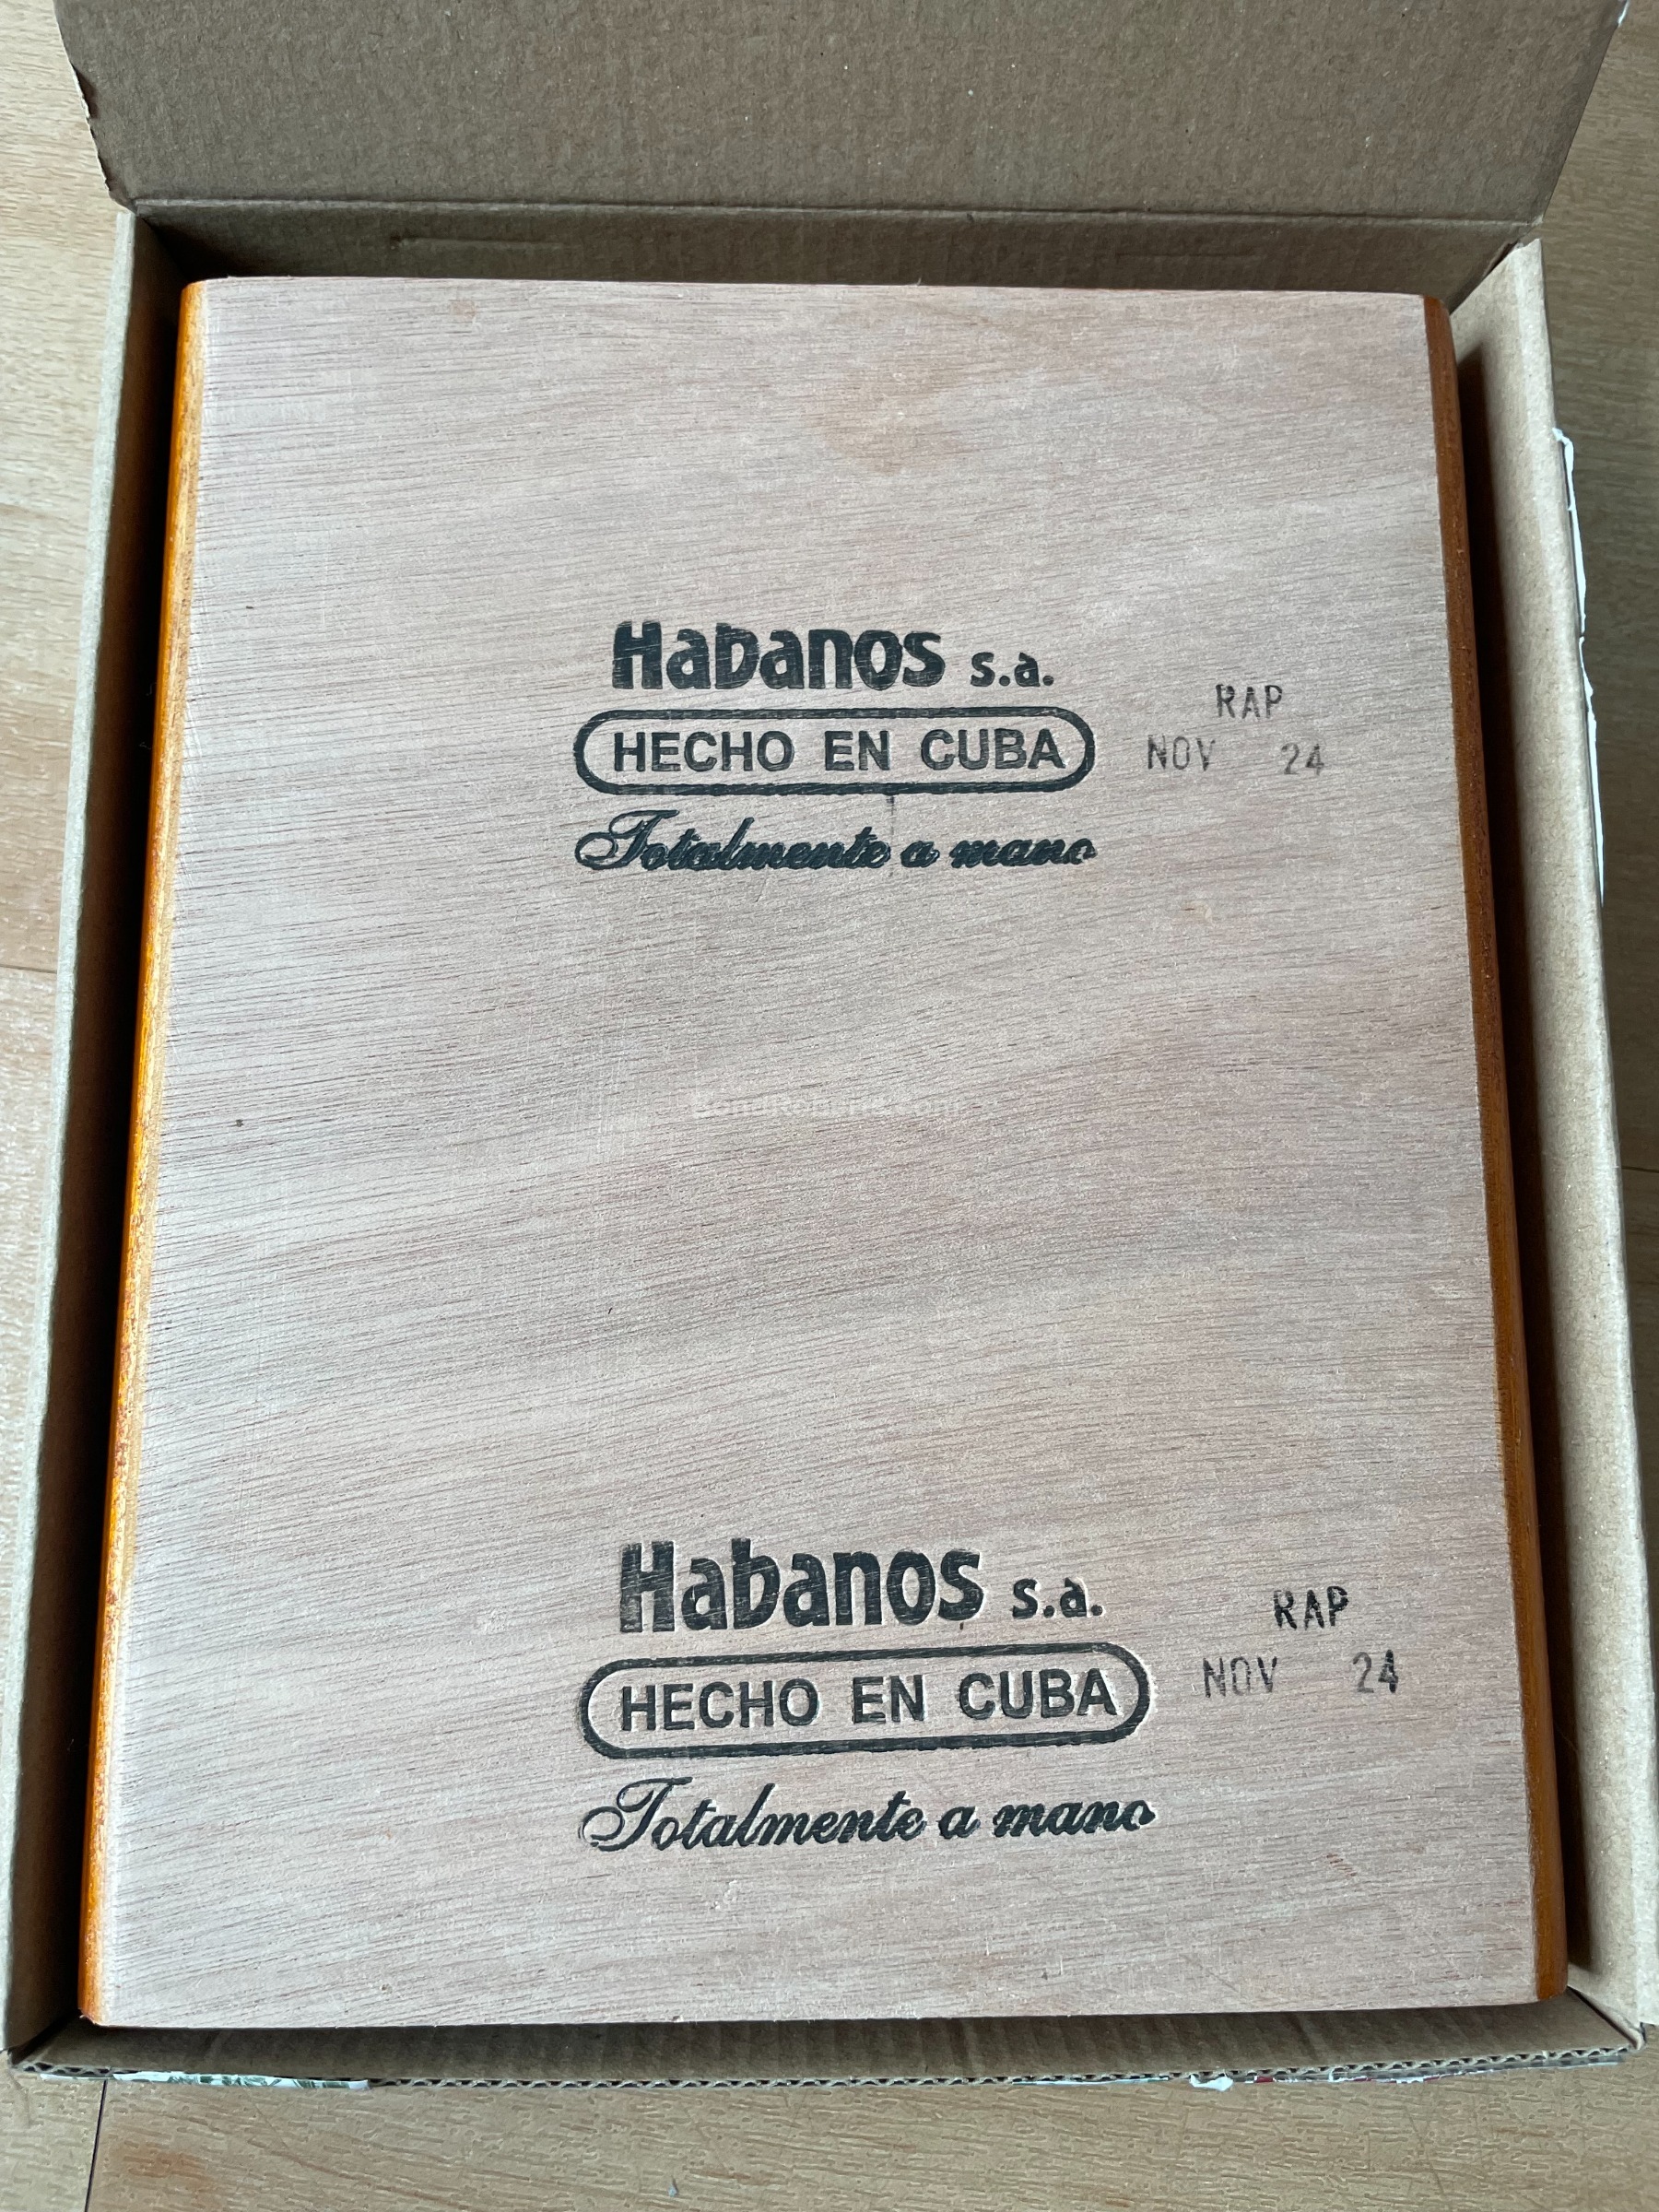 Habanos s.a.
HECHO EN CUBA
Totalmente a mano
RAP
NOV 24
Habanos s.a.
HECHO EN CUBA
Totalmente a mano
RAP
NOV 24